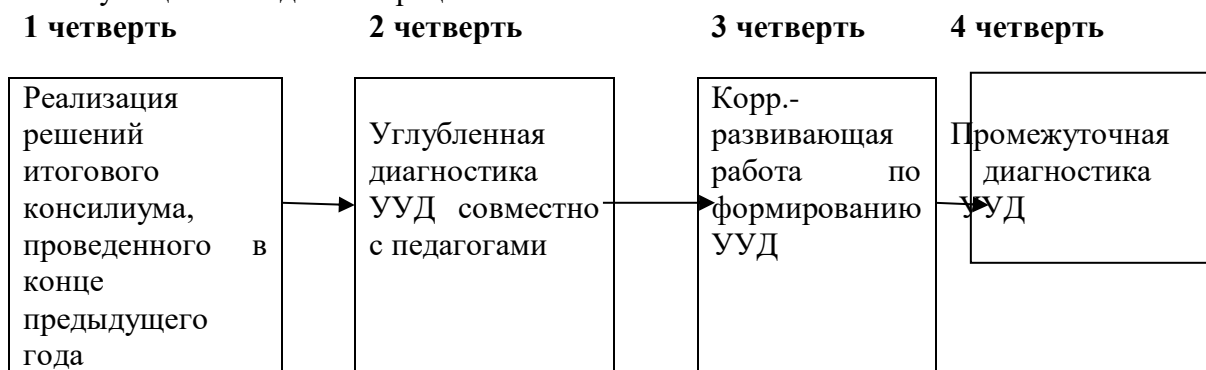 1 четверть
2 четверть
3 четверть
4 четверть
Реализация
решений
итогового
консилиума,
проведенного в
конце
предыдущего
года
Углубленная
диагностика
УУД совместно
с педагогами
Корр.-
развивающая
работа по
формированию
УУД
Промежуточная
диагностика
УУД